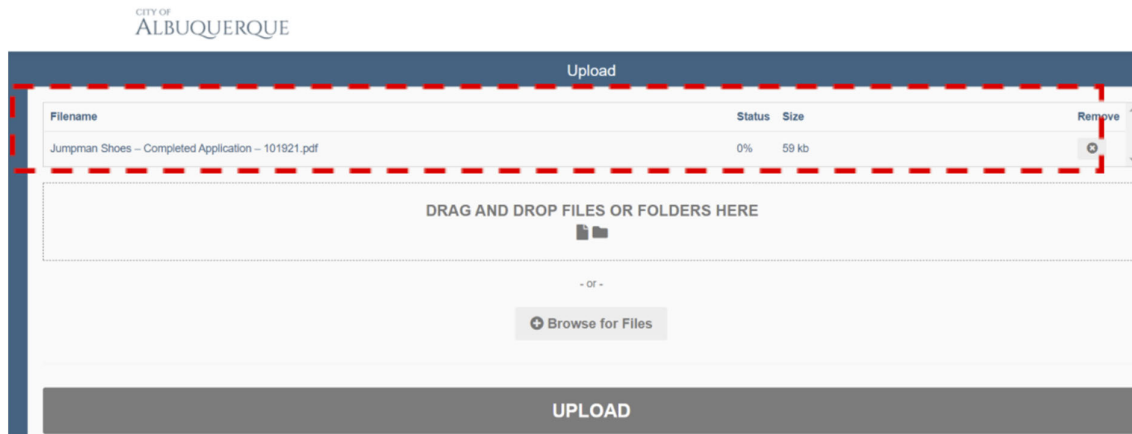 CITY OF
ALBUQUERQUE
Upload
Filename Status Size Remove
Jumpman Shoes – Completed Application – 101921.pdf 0% 59 kb
DRAG AND DROP FILES OR FOLDERS HERE
- or -
Browse for Files
UPLOAD